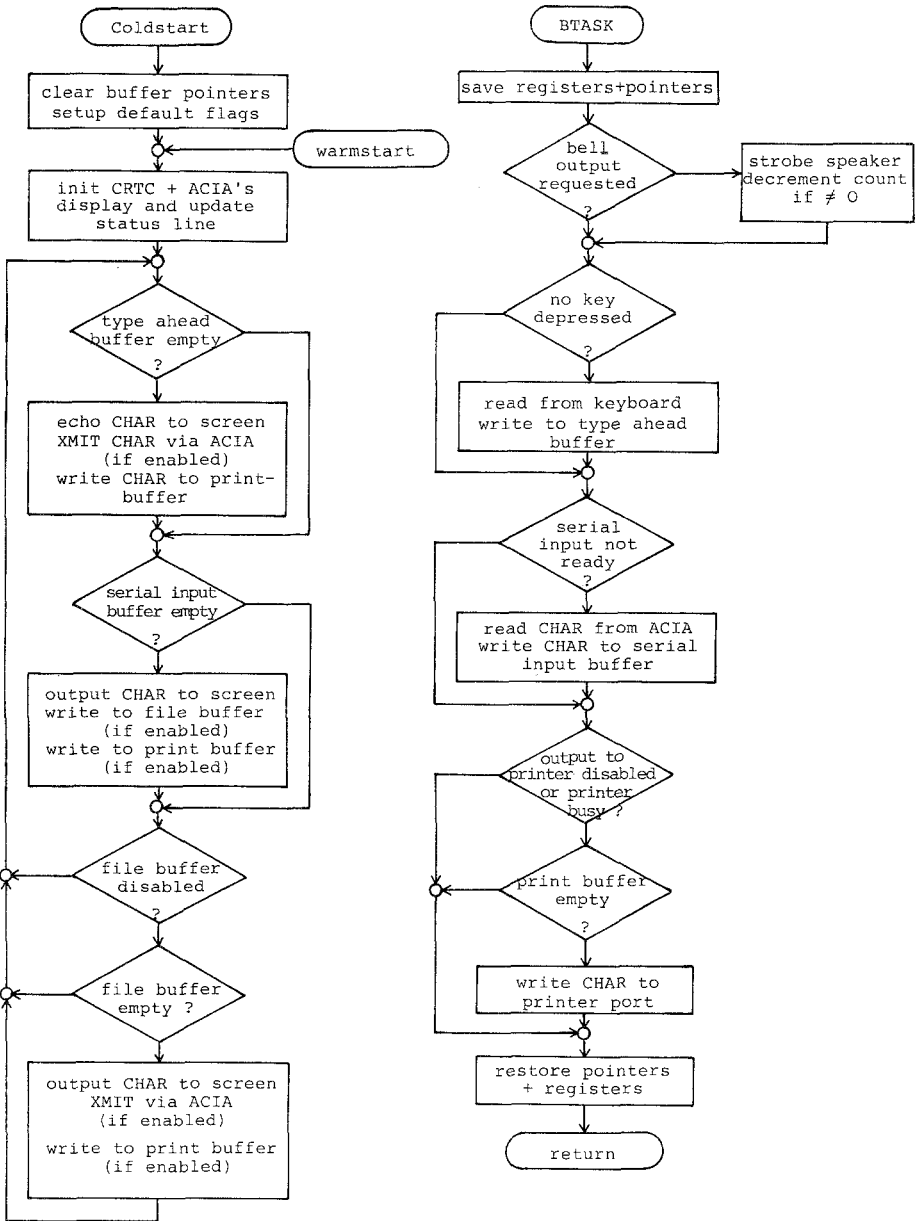 Coldstart
clear buffer pointers
setup default flags
warmstart
init CRTC + ACIA's
display and update
status line
type ahead
buffer empty
?
echo CHAR to screen
XMIT CHAR via ACIA
(if enabled)
write CHAR to print-
buffer
serial input
buffer empty
?
output CHAR to screen
write to file buffer
(if enabled)
write to print buffer
(if enabled)
file buffer
disabled
?
file buffer
empty ?
output CHAR to screen
XMIT via ACIA
(if enabled)
write to print buffer
(if enabled)
BTASK
save registers+pointers
bell
output
requested
?
strobe speaker
decrement count
if ≠ O
no key
depressed
?
read from keyboard
write to type ahead
buffer
serial
input not
ready
?
read CHAR from ACIA
write CHAR to serial
input buffer
output to
printer disabled
or printer
busy ?
print buffer
empty
?
write CHAR to
printer port
restore pointers
+ registers
return